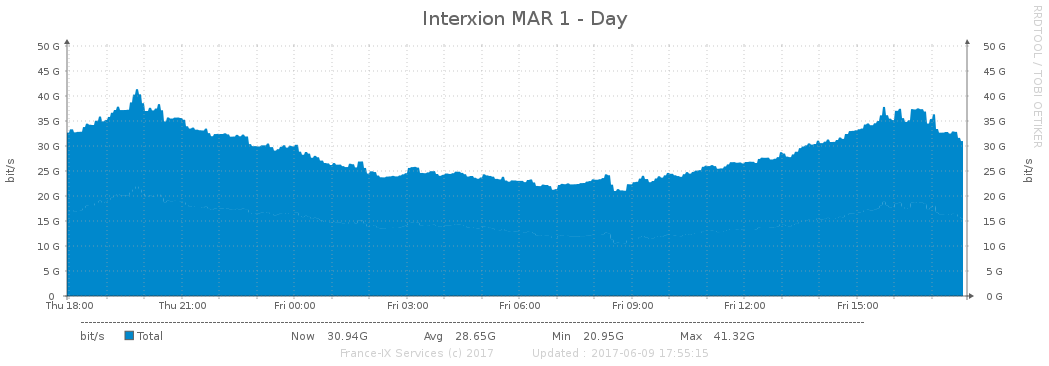 Interxion MAR 1 - Day
RRDTOOL / TOBI OETIKER
bit/s
50 G 50 G
45 G 45 G
40 G 40 G
35 G 35 G
30 G 30 G
25 G 25 G
20 G 20 G
15 G 15 G
10 G 10 G
5 G 5 G
0 0 G
bit/s
Thu 18:00 Thu 21:00 Fri 00:00 Fri 03:00 Fri 06:00 Fri 09:00 Fri 12:00 Fri 15:00
bit/s Total Now 30.94G Avg 28.65G Min 20.95G Max 41.32G
France-IX Services (c) 2017 Updated : 2017-06-09 17:55:15